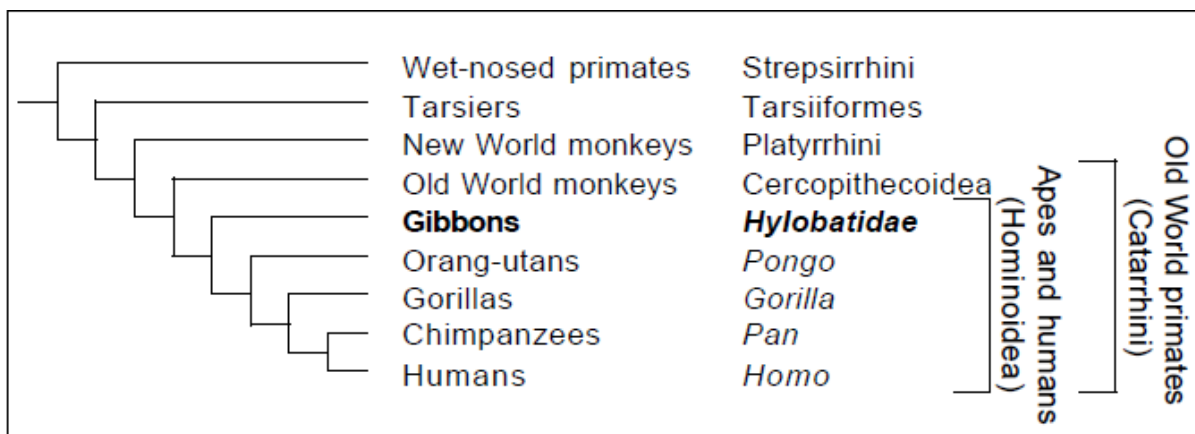 Wet-nosed primates Strepsirrhini
Tarsiers Tarsiiformes
New World monkeys Platyrrhini
Old World monkeys Cercopithecoidea
Gibbons Hylobatidae
Orang-utans Pongo
Gorillas Gorilla
Chimpanzees Pan
Humans Homo
Apes and humans
(Hominoidea)
Old World primates
(Catarrhini)